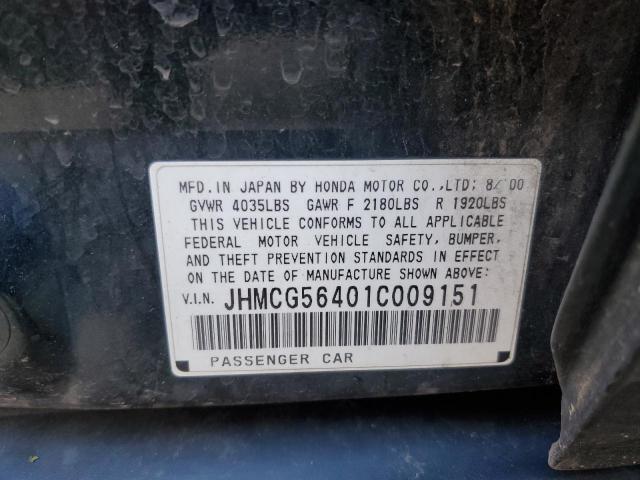 MFD.IN JAPAN BY HONDA MOTOR CO.,LTD; 8/00
GVWR 4035LBS GAWR F 2180LBS R 1920LBS
THIS VEHICLE CONFORMS TO ALL APPLICABLE
FEDERAL MOTOR VEHICLE SAFETY, BUMPER,
AND THEFT PREVENTION STANDARDS IN EFFECT
ON THE DATE OF MANUFACTURE SHOWN ABOVE:
V.I.N. JHMCG56401C009151
PASSENGER CAR